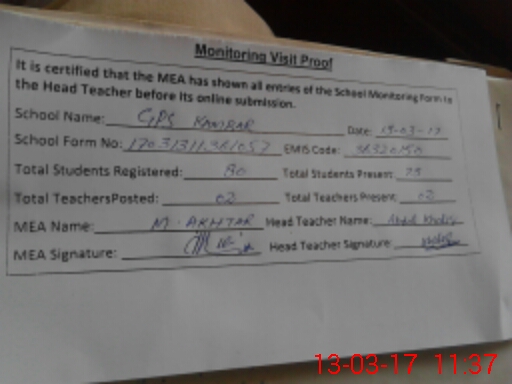 Monitoring Visit Proof
It is certified that the MEA has shown all entries of the School Monitoring Form to
the Head Teacher before its online submission.
School Name: GPS Date: 13-03-17
School Form No: EMIS Code:
Total Students Registered: 80 Total Students Present: 75
Total TeachersPosted: 02 Total Teachers Present: 02
MEA Name: M. AKHTAR Head Teacher Name:
MEA Signature: Head Teacher Signature:
13-03-17 11:37